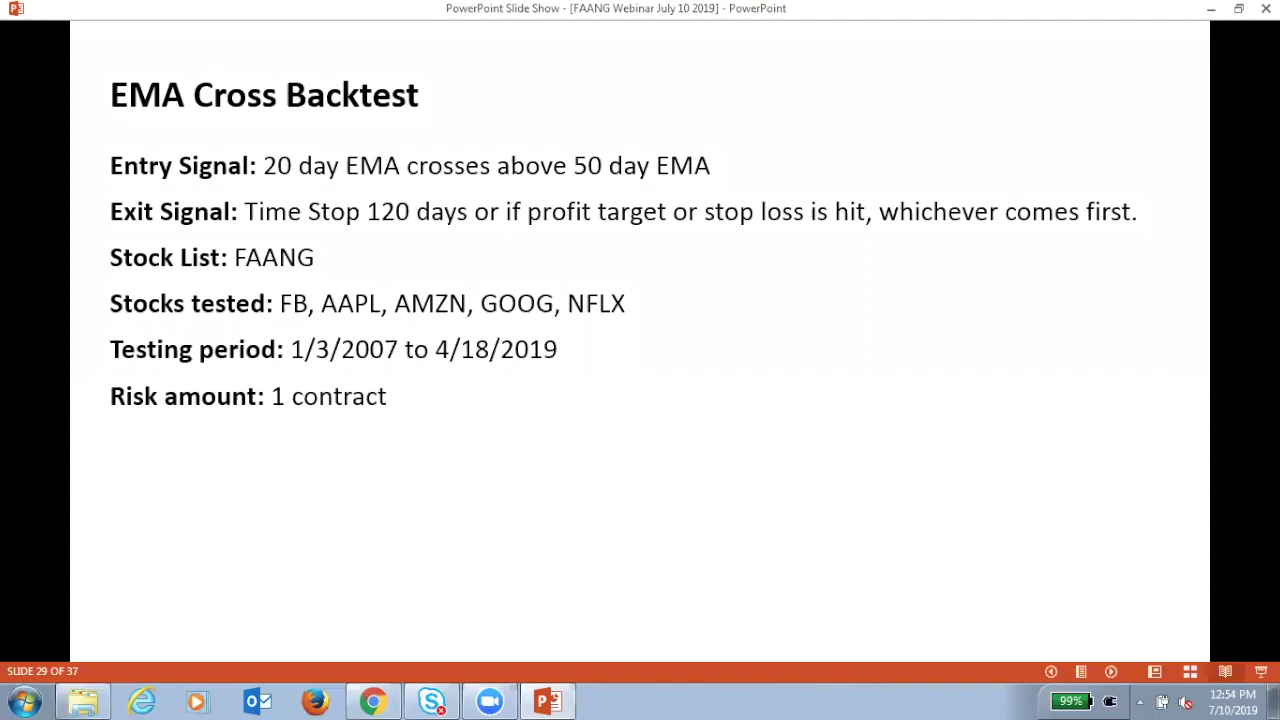 PowerPoint Slide Show - [FAANG Webinar July 10 2019] - PowerPoint
EMA Cross Backtest
Entry Signal: 20 day EMA crosses above 50 day EMA
Exit Signal: Time Stop 120 days or if profit target or stop loss is hit, whichever comes first.
Stock List: FAANG
Stocks tested: FB, AAPL, AMZN, GOOG, NFLX
Testing period: 1/3/2007 to 4/18/2019
Risk amount: 1 contract
SLIDE 29 OF 37
99%
12:54 PM
7/10/2019